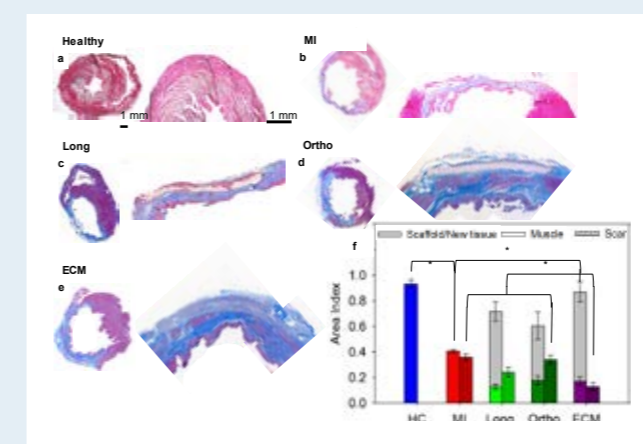 Healthy
a
1 mm
1 mm
MI
b
Long
c
Ortho
d
ECM
e
f
Scaffold/New tissue Muscle Scar
* * *
Area Index
1.0
0.8
0.6
0.4
0.2
0.0
HC MI Long Ortho ECM